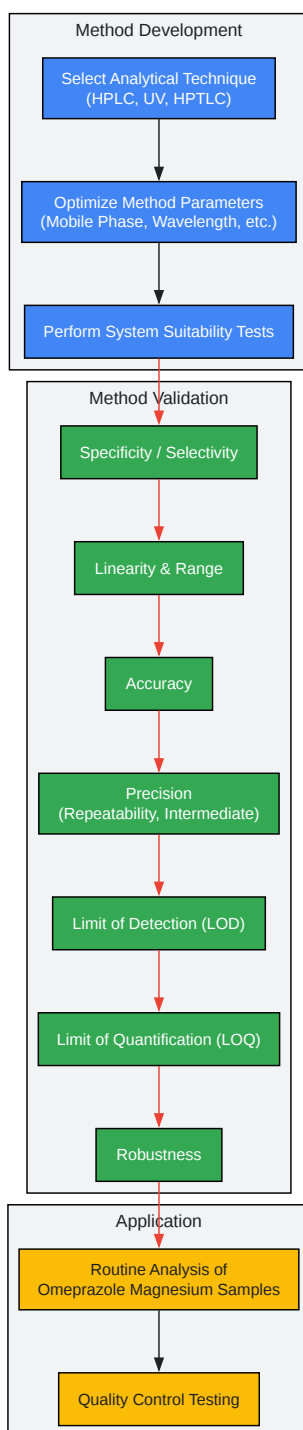 Method Development
Select Analytical Technique
(HPLC, UV, HPTLC)
Optimize Method Parameters
(Mobile Phase, Wavelength, etc.)
Perform System Suitability Tests
Method Validation
Specificity / Selectivity
Linearity & Range
Accuracy
Precision
(Repeatability, Intermediate)
Limit of Detection (LOD)
Limit of Quantification (LOQ)
Robustness
Application
Routine Analysis of
Omeprazole Magnesium Samples
Quality Control Testing